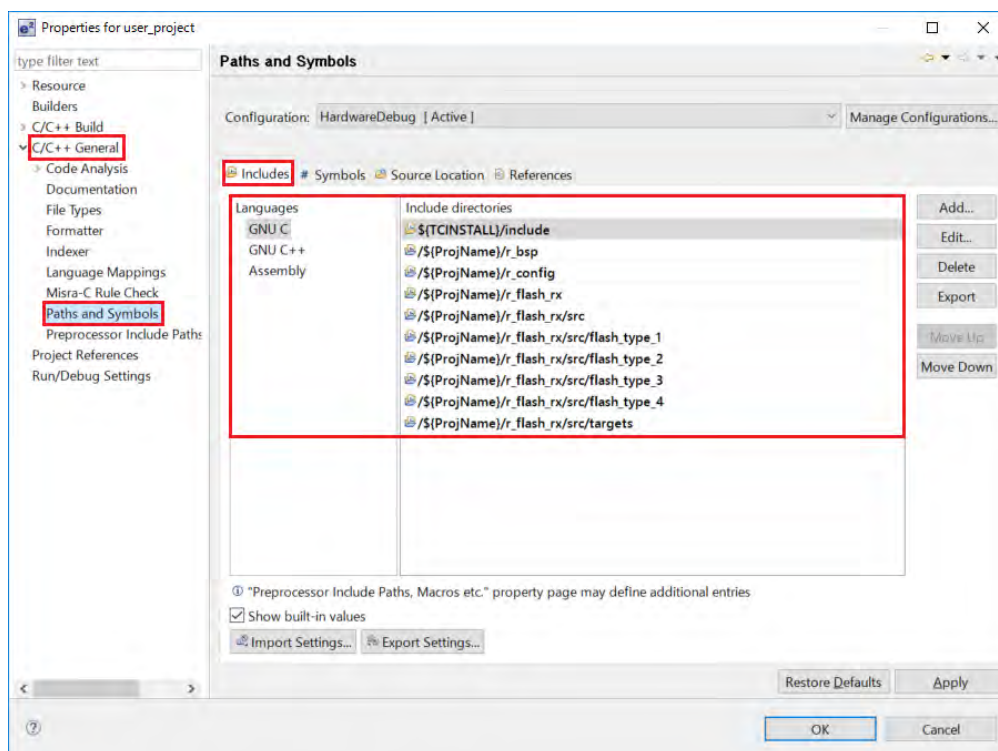 e² Properties for user_project
type filter text
Resource
Builders
C/C++ Build
C/C++ General
Code Analysis
Documentation
File Types
Formatter
Indexer
Language Mappings
Misra-C Rule Check
Paths and Symbols
Preprocessor Include Paths
Project References
Run/Debug Settings
Paths and Symbols
Configuration: HardwareDebug [ Active ]
Manage Configurations...
Includes # Symbols Source Location References
Languages
GNU C
GNU C++
Assembly
Include directories
${TCINSTALL}/include
/${ProjName}/r_bsp
/${ProjName}/r_config
/${ProjName}/r_flash_rx
/${ProjName}/r_flash_rx/src
/${ProjName}/r_flash_rx/src/flash_type_1
/${ProjName}/r_flash_rx/src/flash_type_2
/${ProjName}/r_flash_rx/src/flash_type_3
/${ProjName}/r_flash_rx/src/flash_type_4
/${ProjName}/r_flash_rx/src/targets
Add...
Edit...
Delete
Export
Move Up
Move Down
"Preprocessor Include Paths, Macros etc." property page may define additional entries
Show built-in values
Import Settings... Export Settings...
Restore Defaults Apply
OK Cancel